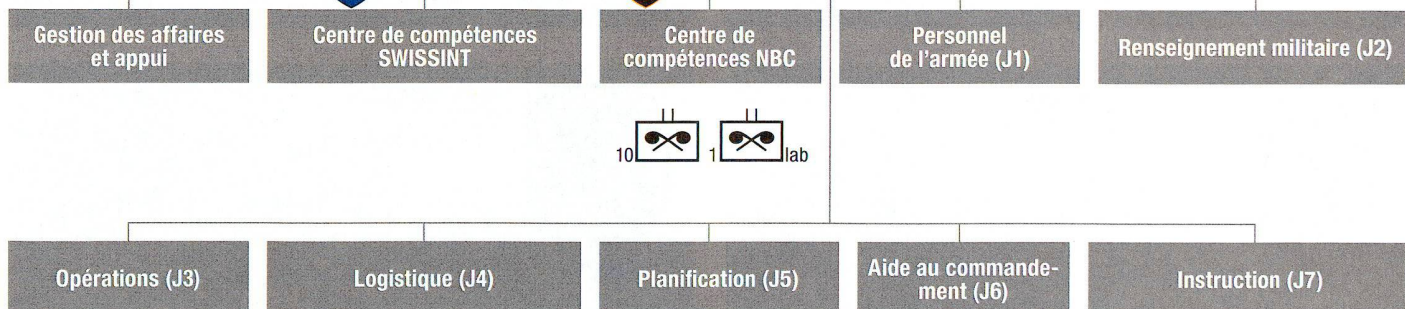 Gestion des affaires
et appui
Centre de compétences
SWISSINT
Centre de
compétences NBC
Personnel
de l'armée (J1)
Renseignement militaire (J2)
10
1
lab
Opérations (J3)
Logistique (J4)
Planification (J5)
Aide au commande-
ment (J6)
Instruction (J7)